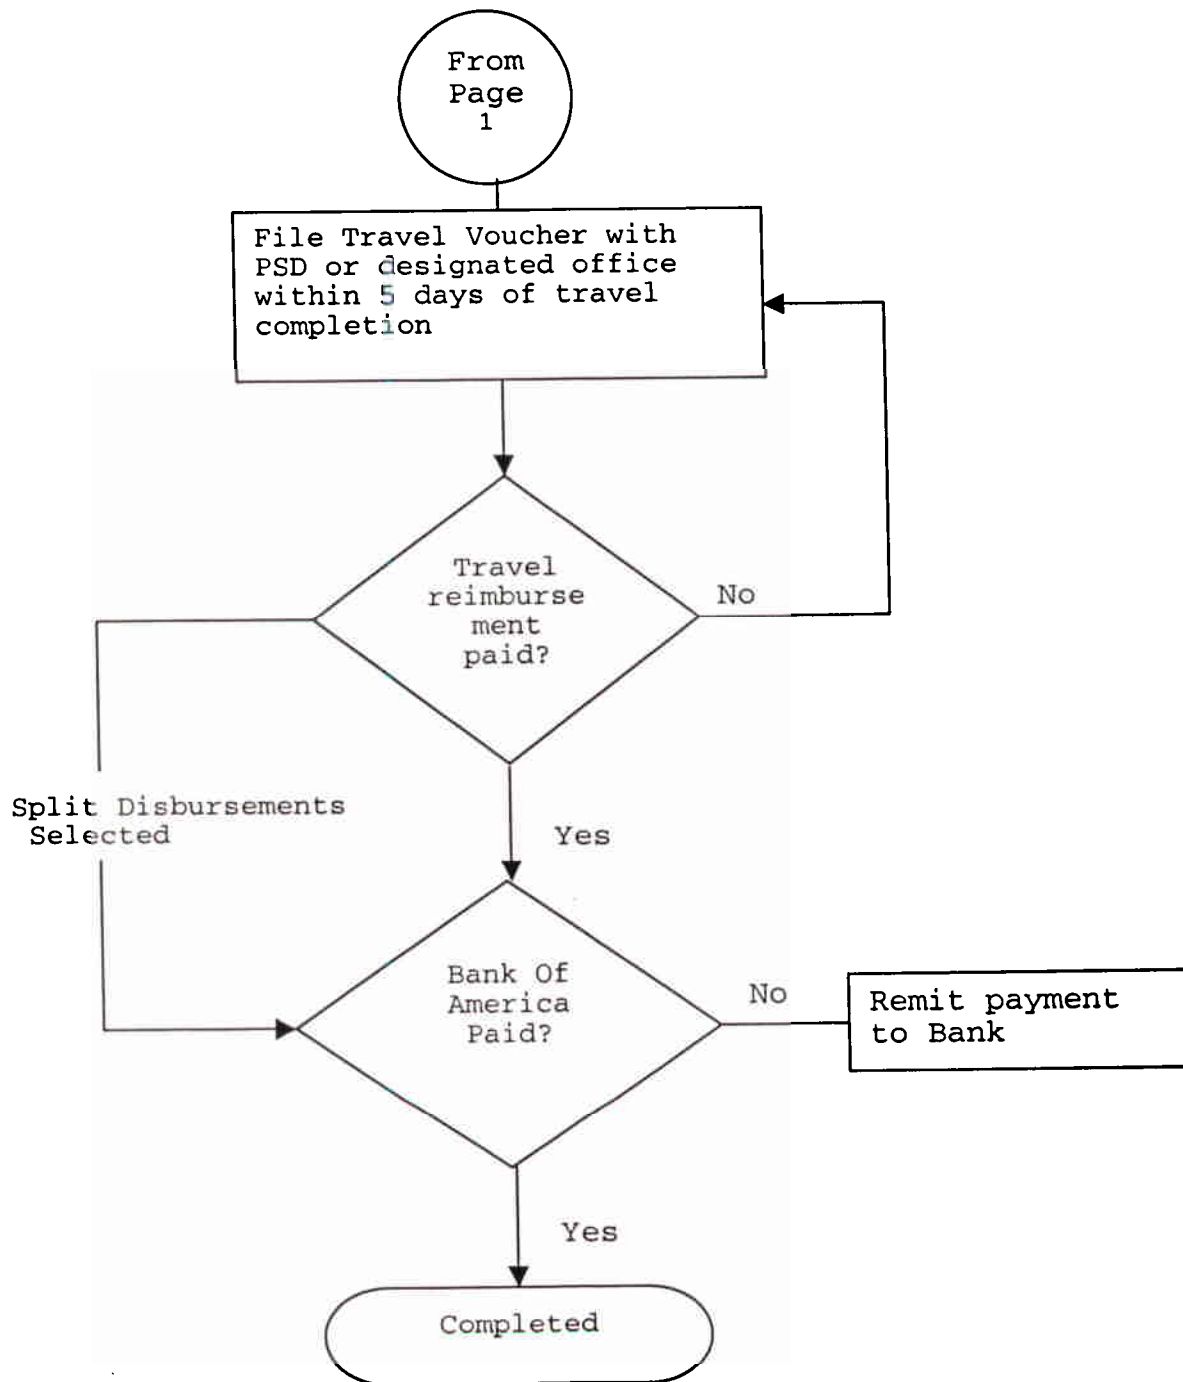 From
Page
1
File Travel Voucher with
PSD or designated office
within 5 days of travel
completion
Travel
reimburse
ment
paid?
No
Split Disbursements
Selected
Yes
Bank Of
America
Paid?
No
Remit payment
to Bank
Yes
Completed